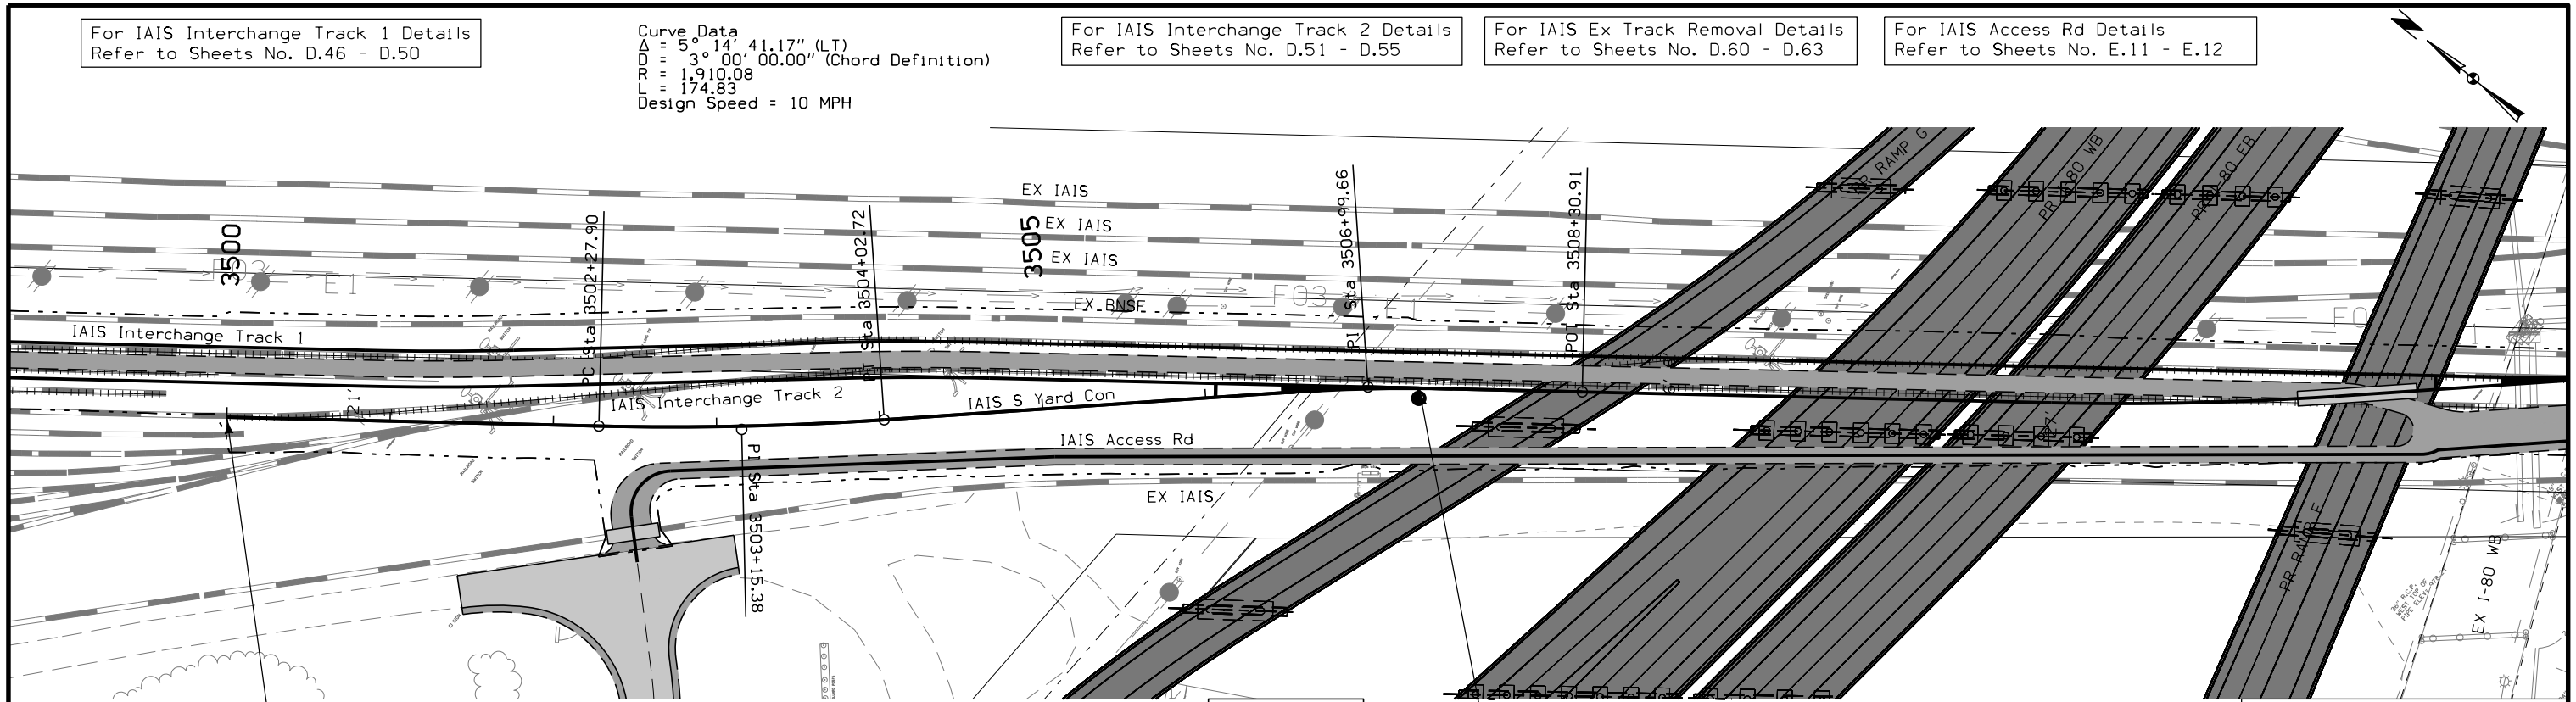 For IAIS Interchange Track 1 Details
Refer to Sheets No. D.46 - D.50
Curve Data
Δ = 5° 14' 41.17" (LT)
D = 3° 00' 00.00" (Chord Definition)
R = 1,910.08
L = 174.83
Design Speed = 10 MPH
For IAIS Interchange Track 2 Details
Refer to Sheets No. D.51 - D.55
For IAIS Ex Track Removal Details
Refer to Sheets No. D.60 - D.63
For IAIS Access Rd Details
Refer to Sheets No. E.11 - E.12
PR RAMP G
PR I-80 WB
PR I-80 EB
EX IAIS
EX IAIS
EX IAIS
EX BNSF
3500
3505
PC Sta 3502+27.90
PT Sta 3504+02.72
PI Sta 3506+99.66
POT Sta 3508+30.91
E1
F03
IAIS Interchange Track 1
21'
IAIS Interchange Track 2
IAIS S Yard Con
IAIS Access Rd
EX IAIS
PI Sta 3503+15.38
PR RAMP F
EX I-80 WB